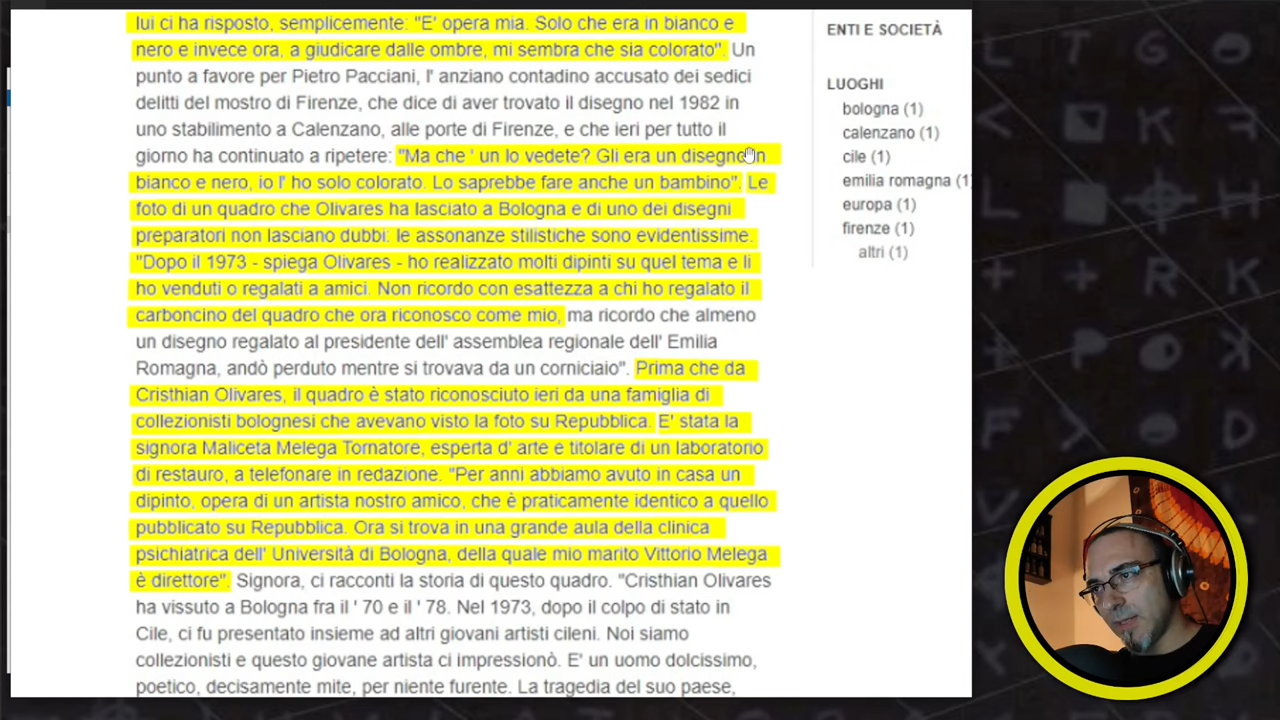 lui ci ha risposto, semplicemente: "E' opera mia. Solo che era in bianco e
nero e invece ora, a giudicare dalle ombre, mi sembra che sia colorato". Un
punto a favore per Pietro Pacciani, l' anziano contadino accusato dei sedici
delitti del mostro di Firenze, che dice di aver trovato il disegno nel 1982 in
uno stabilimento a Calenzano, alle porte di Firenze, e che ieri per tutto il
giorno ha continuato a ripetere: "Ma che ' un lo vedete? Gli era un disegno in
bianco e nero, io l' ho solo colorato. Lo saprebbe fare anche un bambino". Le
foto di un quadro che Olivares ha lasciato a Bologna e di uno dei disegni
preparatori non lasciano dubbi: le assonanze stilistiche sono evidentissime.
"Dopo il 1973 - spiega Olivares - ho realizzato molti dipinti su quel tema e li
ho venduti o regalati a amici. Non ricordo con esattezza a chi ho regalato il
carboncino del quadro che ora riconosco come mio, ma ricordo che almeno
un disegno regalato al presidente dell' assemblea regionale dell' Emilia
Romagna, andò perduto mentre si trovava da un corniciaio". Prima che da
Cristhian Olivares, il quadro è stato riconosciuto ieri da una famiglia di
collezionisti bolognesi che avevano visto la foto su Repubblica. E' stata la
signora Maliceta Melega Tornatore, esperta d' arte e titolare di un laboratorio
di restauro, a telefonare in redazione. "Per anni abbiamo avuto in casa un
dipinto, opera di un artista nostro amico, che è praticamente identico a quello
pubblicato su Repubblica. Ora si trova in una grande aula della clinica
psichiatrica dell' Università di Bologna, della quale mio marito Vittorio Melega
è direttore". Signora, ci racconti la storia di questo quadro. "Cristhian Olivares
ha vissuto a Bologna fra il ' 70 e il ' 78. Nel 1973, dopo il colpo di stato in
Cile, ci fu presentato insieme ad altri giovani artisti cileni. Noi siamo
collezionisti e questo giovane artista ci impressionò. E' un uomo dolcissimo,
poetico, decisamente mite, per niente furente. La tragedia del suo paese,
ENTI E SOCIETÀ
LUOGHI
bologna (1)
calenzano (1)
cile (1)
emilia romagna (1)
europa (1)
firenze (1)
altri (1)